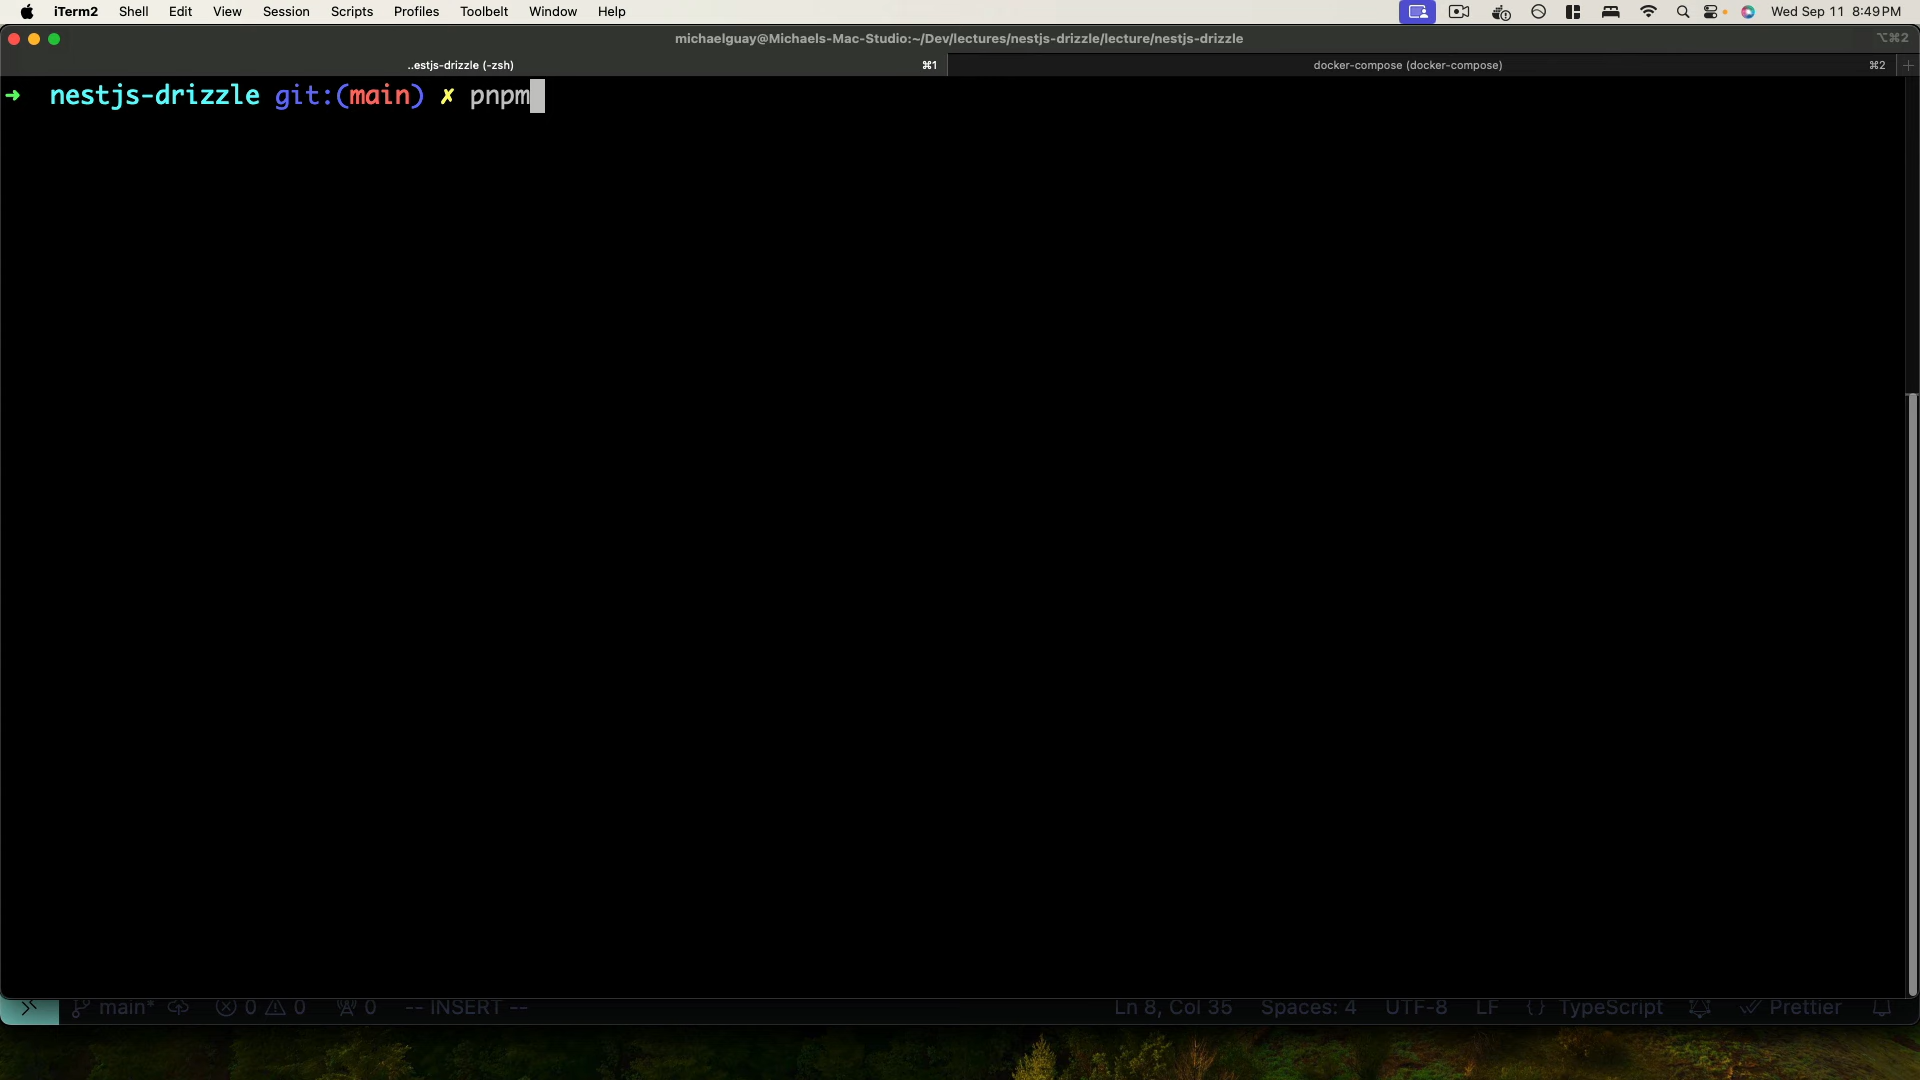 iTerm2 Shell Edit View Session Scripts Profiles Toolbelt Window Help Wed Sep 11 8:49 PM
michaelguay@Michaels-Mac-Studio:~/Dev/lectures/nestjs-drizzle/lecture/nestjs-drizzle ⌥⌘2
..estjs-drizzle (-zsh) ⌘1 docker-compose (docker-compose) ⌘2
➜ nestjs-drizzle git:(main) ✗ pnpm
main* 0 0 0 -- INSERT -- Ln 8, Col 35 Spaces: 4 UTF-8 LF {} TypeScript Prettier